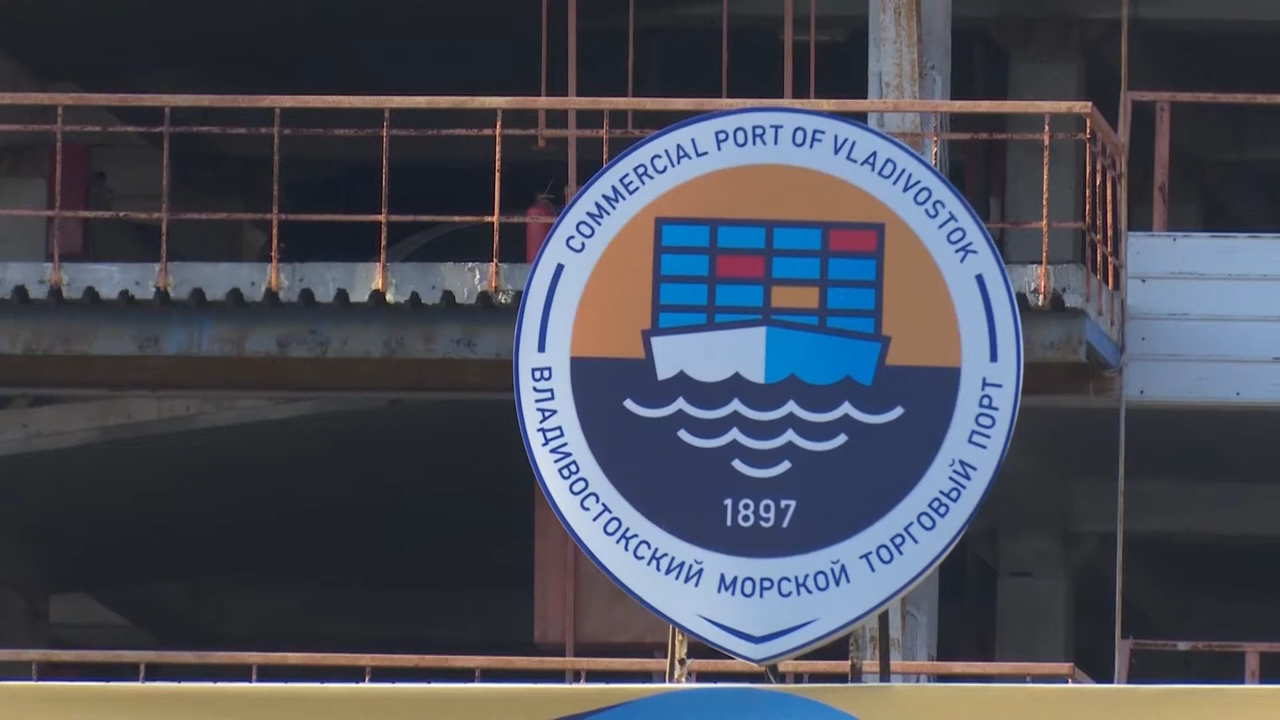 COMMERCIAL PORT OF VLADIVOSTOK
1897
ВЛАДИВОСТОКСКИЙ МОРСКОЙ ТОРГОВЫЙ ПОРТ